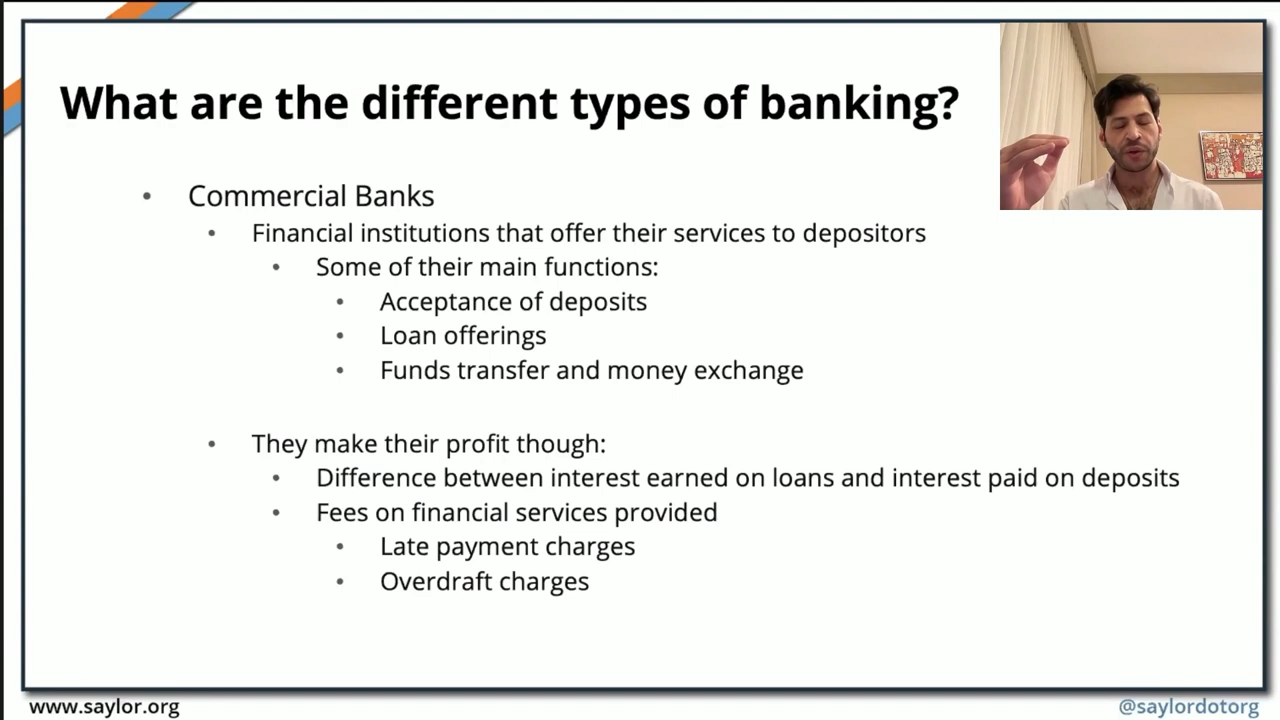 What are the different types of banking?
• Commercial Banks
• Financial institutions that offer their services to depositors
• Some of their main functions:
• Acceptance of deposits
• Loan offerings
• Funds transfer and money exchange
• They make their profit though:
• Difference between interest earned on loans and interest paid on deposits
• Fees on financial services provided
• Late payment charges
• Overdraft charges
www.saylor.org
@saylordotorg